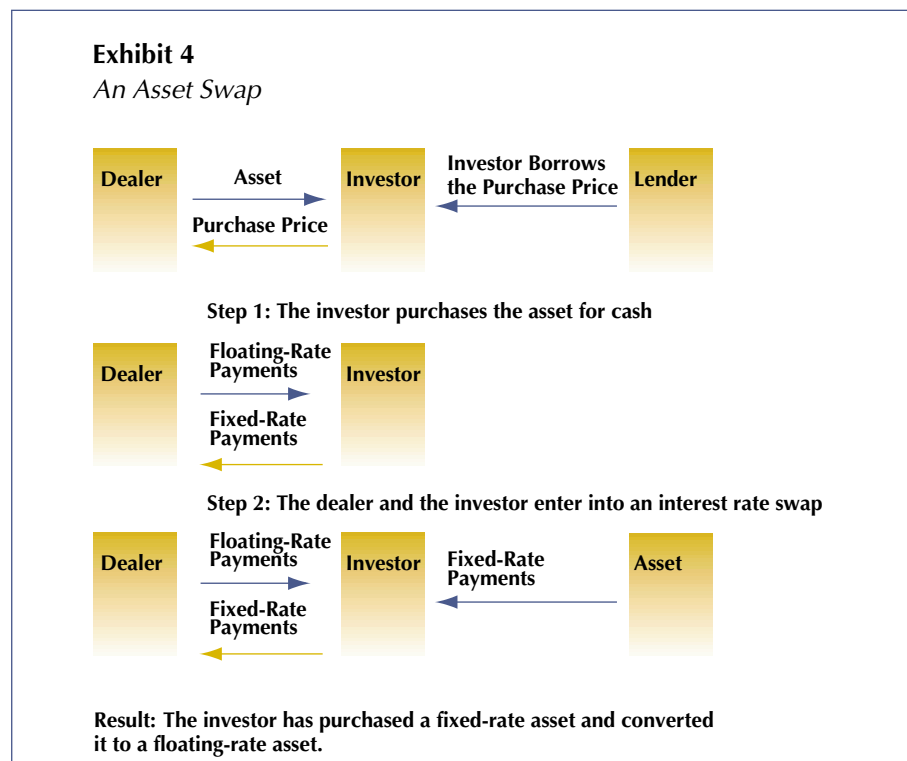 Exhibit 4
An Asset Swap
Dealer
Asset
Purchase Price
Investor
Investor Borrows
the Purchase Price
Lender
Step 1: The investor purchases the asset for cash
Dealer
Floating-Rate
Payments
Fixed-Rate
Payments
Investor
Step 2: The dealer and the investor enter into an interest rate swap
Dealer
Floating-Rate
Payments
Fixed-Rate
Payments
Investor
Fixed-Rate
Payments
Asset
Result: The investor has purchased a fixed-rate asset and converted
it to a floating-rate asset.